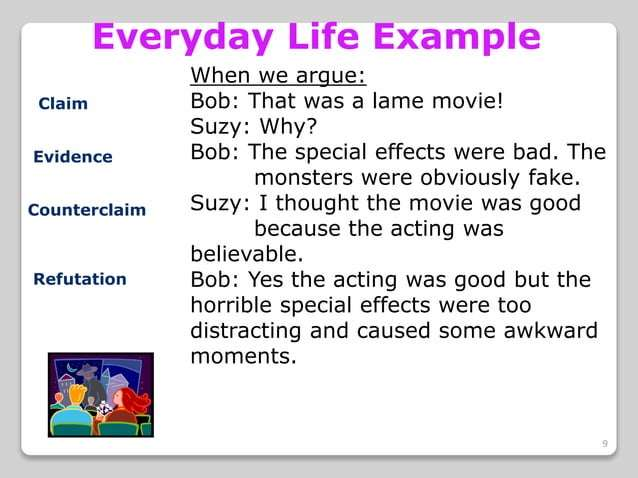 Everyday Life Example
When we argue:
Claim
Bob: That was a lame movie!
Suzy: Why?
Evidence
Bob: The special effects were bad. The
monsters were obviously fake.
Counterclaim
Suzy: I thought the movie was good
because the acting was
believable.
Refutation
Bob: Yes the acting was good but the
horrible special effects were too
distracting and caused some awkward
moments.
9